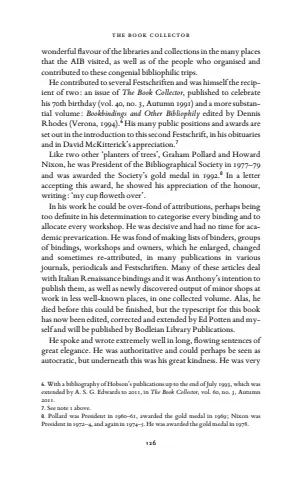 THE BOOK COLLECTOR
wonderful flavour of the libraries and collections in the many places
that the AIB visited, as well as of the people who organised and
contributed to these congenial bibliophilic trips.
He contributed to several Festschriften and was himself the recip-
ient of two: an issue of The Book Collector, published to celebrate
his 70th birthday (vol. 40, no. 3, Autumn 1991) and a more substan-
tial volume: Bookbindings and Other Bibliophily edited by Dennis
Rhodes (Verona, 1994).6 His many public positions and awards are
set out in the introduction to this second Festschrift, in his obituaries
and in David McKitterick's appreciation.7
Like two other 'planters of trees', Graham Pollard and Howard
Nixon, he was President of the Bibliographical Society in 1977–79
and was awarded the Society's gold medal in 1992.8 In a letter
accepting this award, he showed his appreciation of the honour,
writing: 'my cup floweth over'.
In his work he could be over-fond of attributions, perhaps being
too definite in his determination to categorise every binding and to
allocate every workshop. He was decisive and had no time for aca-
demic prevarication. He was fond of making lists of binders, groups
of bindings, workshops and owners, which he enlarged, changed
and sometimes re-attributed, in many publications in various
journals, periodicals and Festschriften. Many of these articles deal
with Italian Renaissance bindings and it was Anthony's intention to
publish them, as well as newly discovered output of minor shops at
work in less well-known places, in one collected volume. Alas, he
died before this could be finished, but the typescript for this book
has now been edited, corrected and extended by Ed Potten and my-
self and will be published by Bodleian Library Publications.
He spoke and wrote extremely well in long, flowing sentences of
great elegance. He was authoritative and could perhaps be seen as
autocratic, but underneath this was his great kindness. He was very
6. With a bibliography of Hobson's publications up to the end of July 1993, which was
extended by A. S. G. Edwards to 2011, in The Book Collector, vol. 60, no. 3, Autumn
2011.
7. See note 1 above.
8. Pollard was President in 1960–61, awarded the gold medal in 1969; Nixon was
President in 1972–4, and again in 1974–5. He was awarded the gold medal in 1978.
126